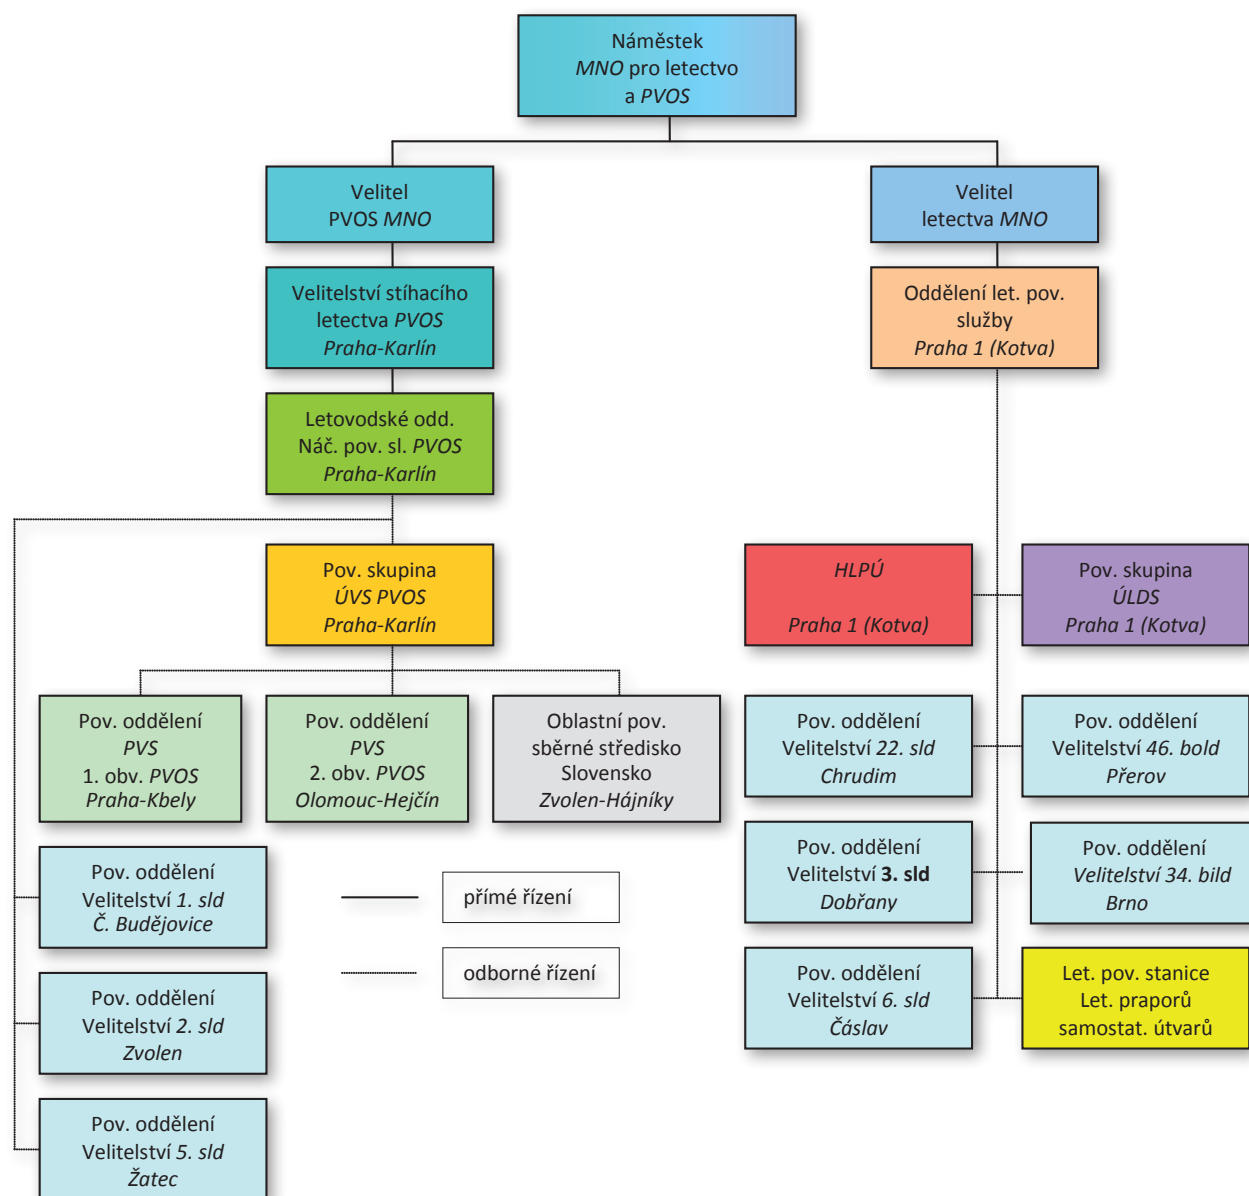 Náměstek
MNO pro letectvo
a PVOS
Velitel
PVOS MNO
Velitel
letectva MNO
Velitelství stíhacího
letectva PVOS
Praha-Karlín
Oddělení let. pov.
služby
Praha 1 (Kotva)
Letovodské odd.
Náč. pov. sl. PVOS
Praha-Karlín
Pov. skupina
ÚVS PVOS
Praha-Karlín
HLPÚ
Praha 1 (Kotva)
Pov. skupina
ÚLDS
Praha 1 (Kotva)
Pov. oddělení
PVS
1. obv. PVOS
Praha-Kbely
Pov. oddělení
PVS
2. obv. PVOS
Olomouc-Hejčín
Oblastní pov.
sběrné středisko
Slovensko
Zvolen-Hájníky
Pov. oddělení
Velitelství 22. sld
Chrudim
Pov. oddělení
Velitelství 46. bold
Přerov
Pov. oddělení
Velitelství 1. sld
Č. Budějovice
přímé řízení
Pov. oddělení
Velitelství 3. sld
Dobřany
Pov. oddělení
Velitelství 34. bild
Brno
odborné řízení
Pov. oddělení
Velitelství 2. sld
Zvolen
Pov. oddělení
Velitelství 6. sld
Čáslav
Let. pov. stanice
Let. praporů
samostat. útvarů
Pov. oddělení
Velitelství 5. sld
Žatec